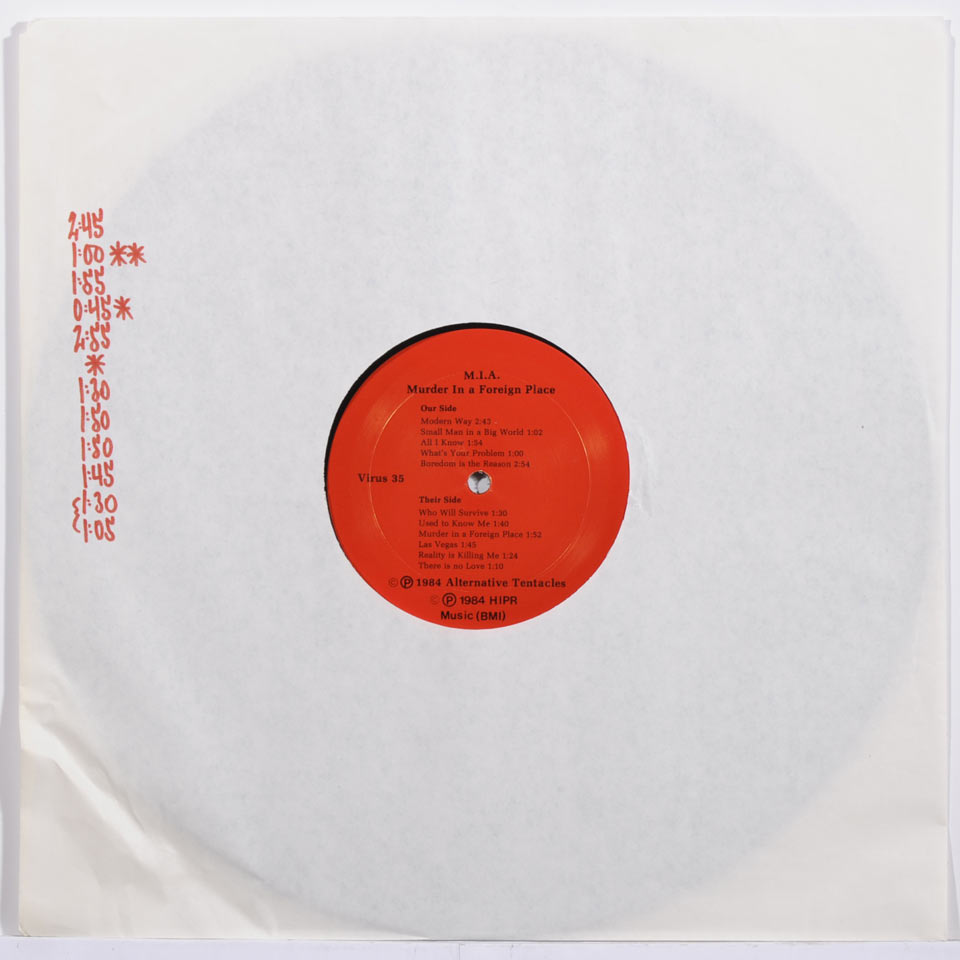 2:45
1:00 **
1:55
0:45 *
2:55
*
1:30
1:50
1:50
1:45
1:30
1:05
M.I.A.
Murder In a Foreign Place
Our Side
Modern Way 2:43
Small Man in a Big World 1:02
All I Know 1:54
What's Your Problem 1:00
Boredom is the Reason 2:54
Virus 35
Their Side
Who Will Survive 1:30
Used to Know Me 1:40
Murder in a Foreign Place 1:52
Las Vegas 1:45
Reality is Killing Me 1:24
There is no Love 1:10
©℗1984 Alternative Tentacles
©℗1984 HIPR
Music (BMI)